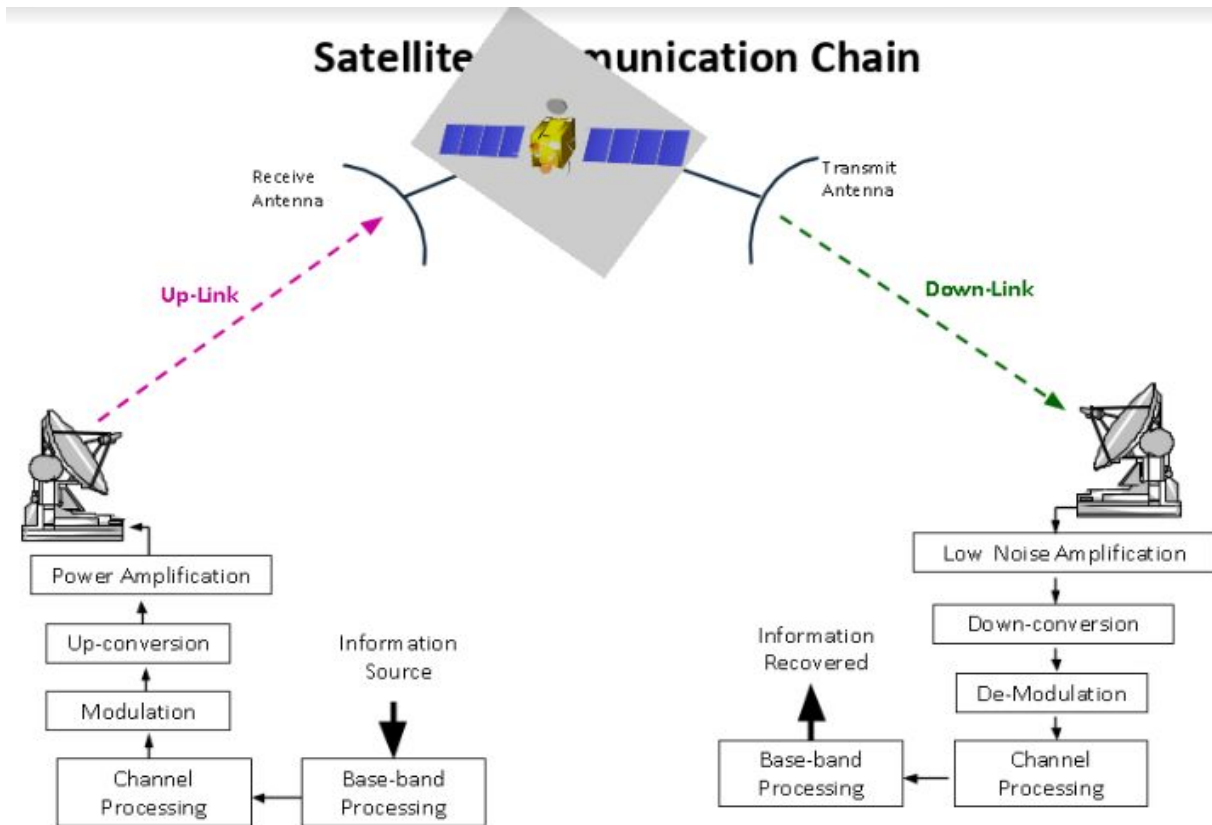 Satellite munication Chain
Receive
Antenna
Transmit
Antenna
Up-Link
Down-Link
Power Amplification
Up-conversion
Modulation
Channel
Processing
Information
Source
Base-band
Processing
Low Noise Amplification
Down-conversion
De-Modulation
Channel
Processing
Information
Recovered
Base-band
Processing